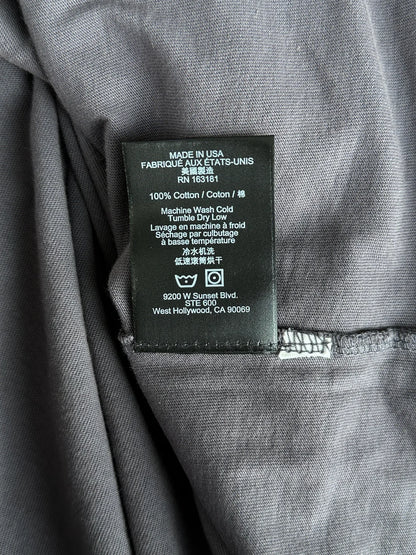 MADE IN USA
FABRIQUÉ AUX ÉTATS-UNIS
美國製造
RN 163181
100% Cotton / Coton / 棉
Machine Wash Cold
Tumble Dry Low
Lavage en machine à froid
Séchage par culbutage
à basse température
冷水机洗
低速滾筒烘干
9200 W Sunset Blvd.
STE 600
West Hollywood, CA 90069